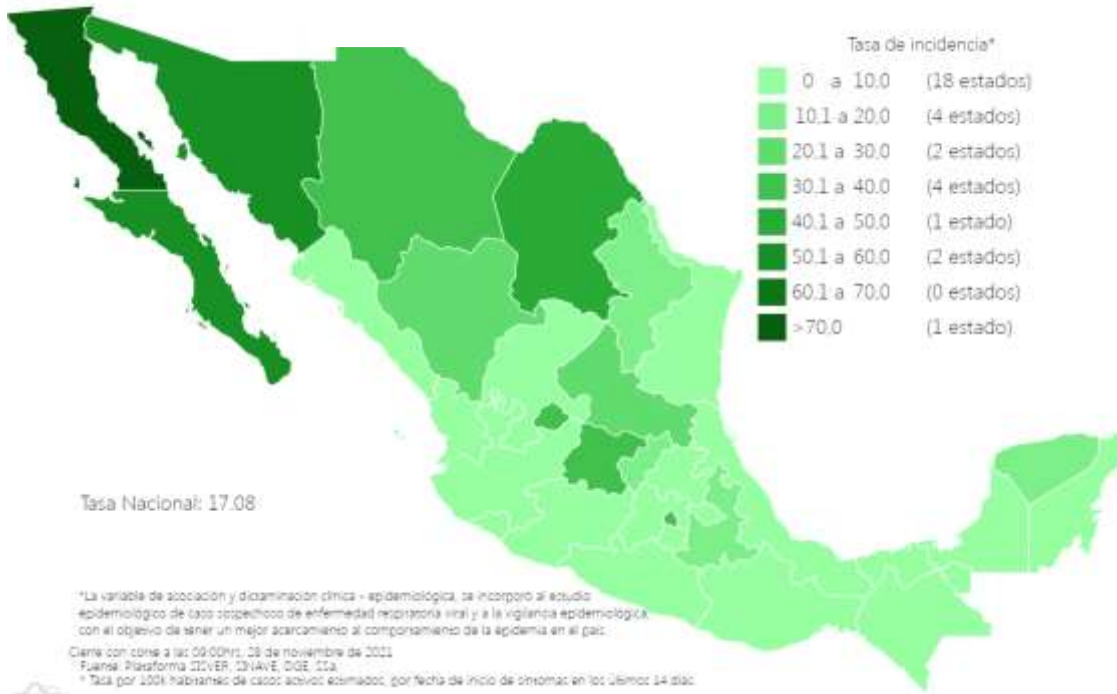 Tasa de incidencia*
0 a 10.0 (18 estados)
10.1 a 20.0 (4 estados)
20.1 a 30.0 (2 estados)
30.1 a 40.0 (4 estados)
40.1 a 50.0 (1 estado)
50.1 a 60.0 (2 estados)
60.1 a 70.0 (0 estados)
>70.0 (1 estado)
Tasa Nacional: 17.08
*La variable de asociación y dictaminación clínica - epidemiológica, se incorporó al estudio
epidemiológico de caso sospechoso de enfermedad respiratoria viral y a la vigilancia epidemiológica,
con el objetivo de tener un mejor acercamiento al comportamiento de la epidemia en el país.
Cierre con corte a las 09:00hrs, 28 de noviembre de 2021
Fuente: Plataforma SISVER, SINAVE, DGE, SSa
* Tasa por 100k habitantes de casos activos estimados, por fecha de inicio de síntomas en los últimos 14 días